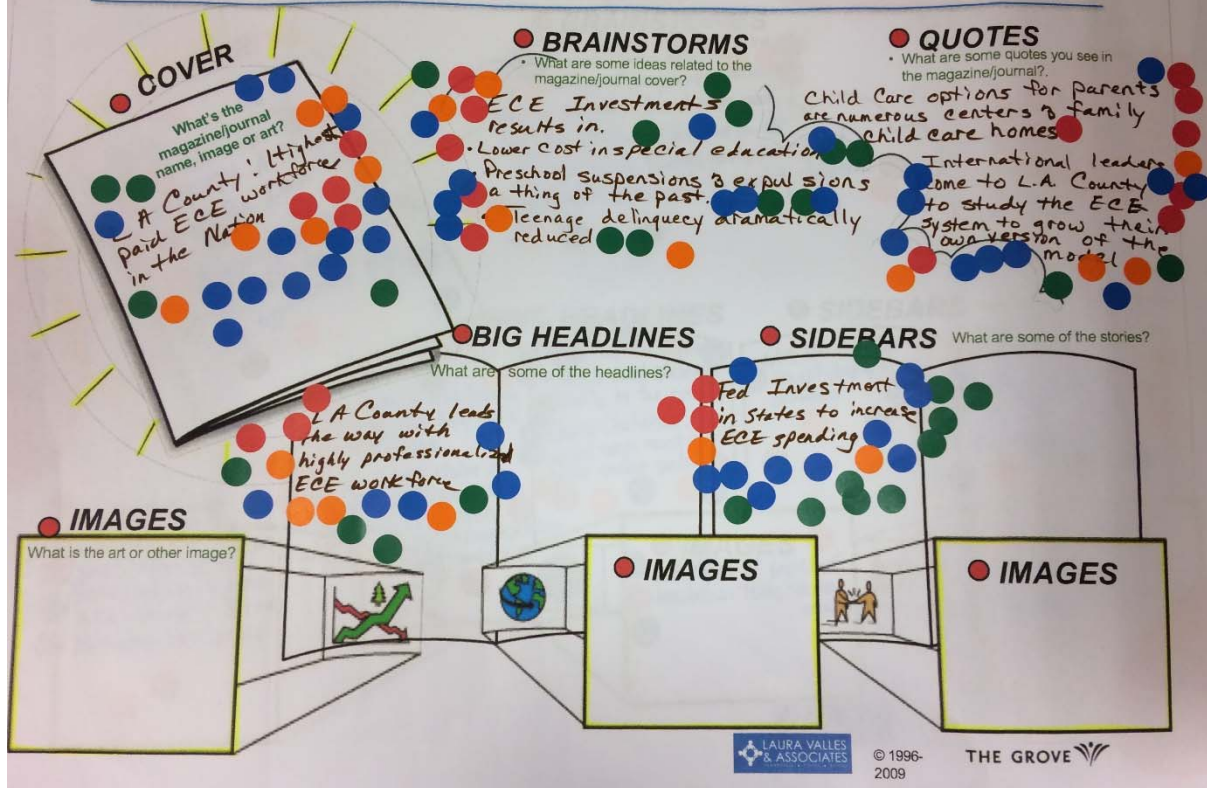 COVER
What's the
magazine/journal
name, image or art?
LA County: Highest
paid ECE workforce
in the Nation
BRAINSTORMS
• What are some ideas related to the
magazine/journal cover?
ECE Investments
results in.
• Lower cost in special education
• Preschool suspensions & expulsions
a thing of the past.
• Teenage delinquecy dramatically
reduced
QUOTES
• What are some quotes you see in
the magazine/journal?.
Child Care options for parents
are numerous centers & family
child care homes
International leaders
come to L.A. County
to study the ECE
System to grow their
own version of the
model
BIG HEADLINES
What are some of the headlines?
LA County leads
the way with
highly professionalized
ECE workforce
SIDEBARS
What are some of the stories?
Fed Investment
in States to increase
ECE spending
IMAGES
What is the art or other image?
IMAGES
IMAGES
LAURA VALLES
& ASSOCIATES
© 1996-
2009
THE GROVE